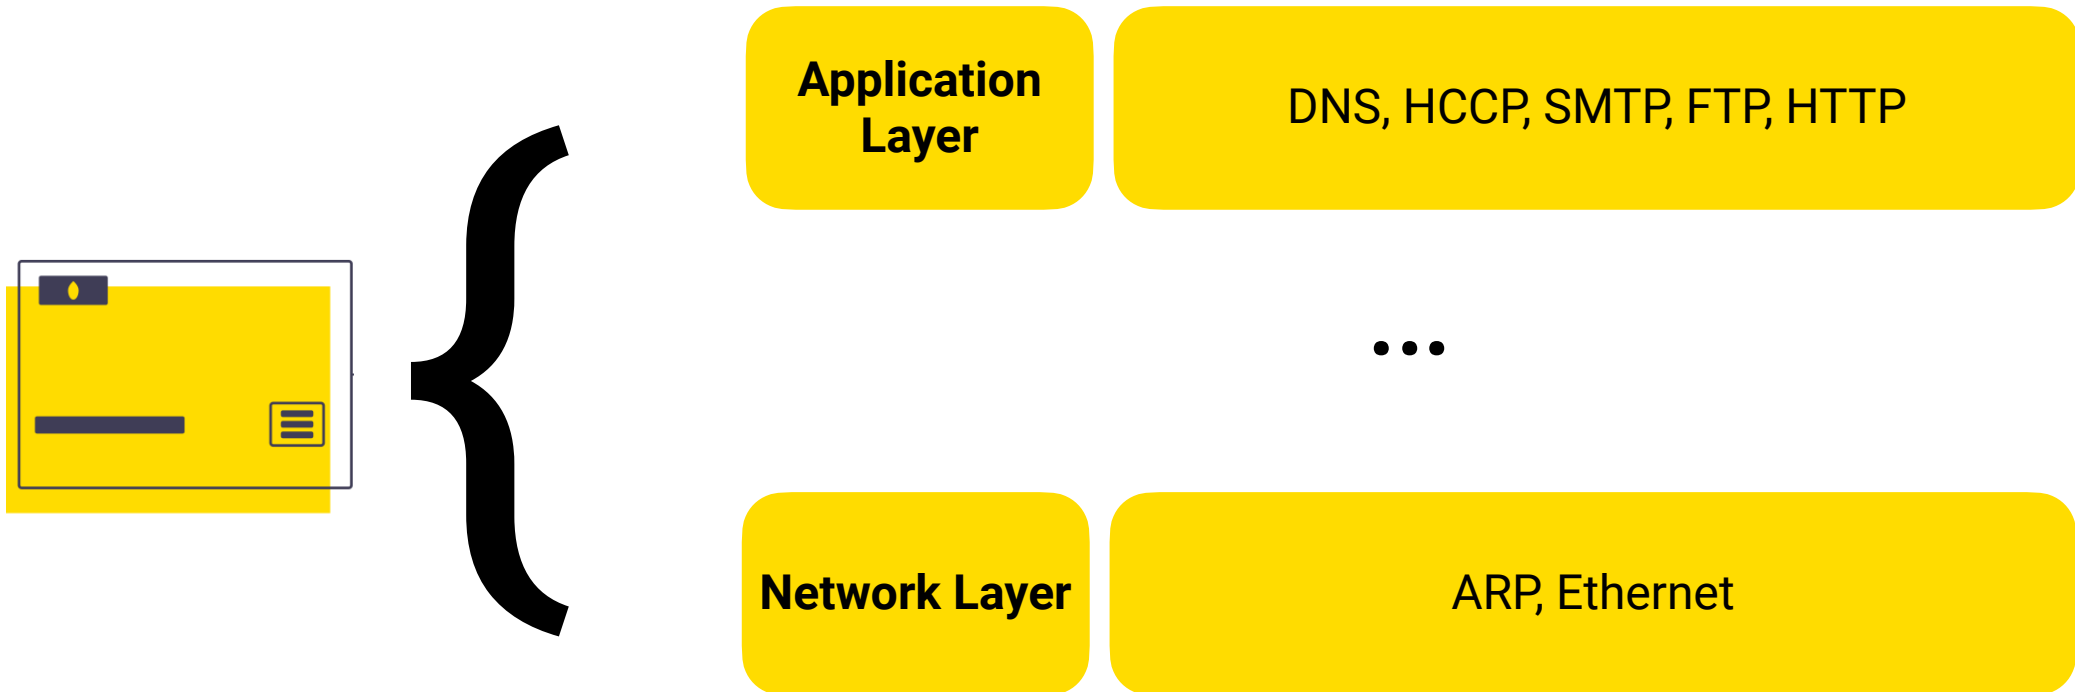 Application
Layer
DNS, HCCP, SMTP, FTP, HTTP
...
Network Layer
ARP, Ethernet